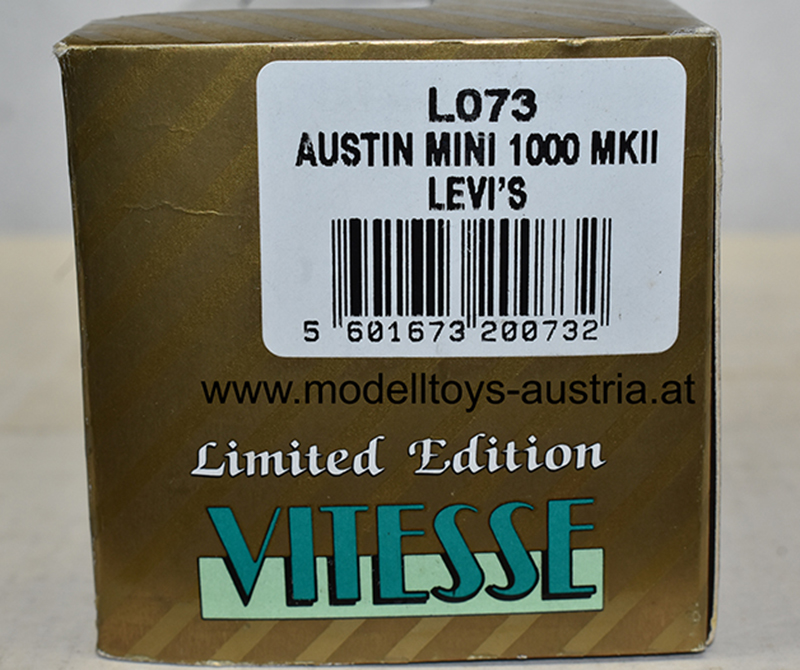 L073
AUSTIN MINI 1000 MKII
LEVI'S
5 601673 200732
www.modelltoys-austria.at
Limited Edition
VITESSE